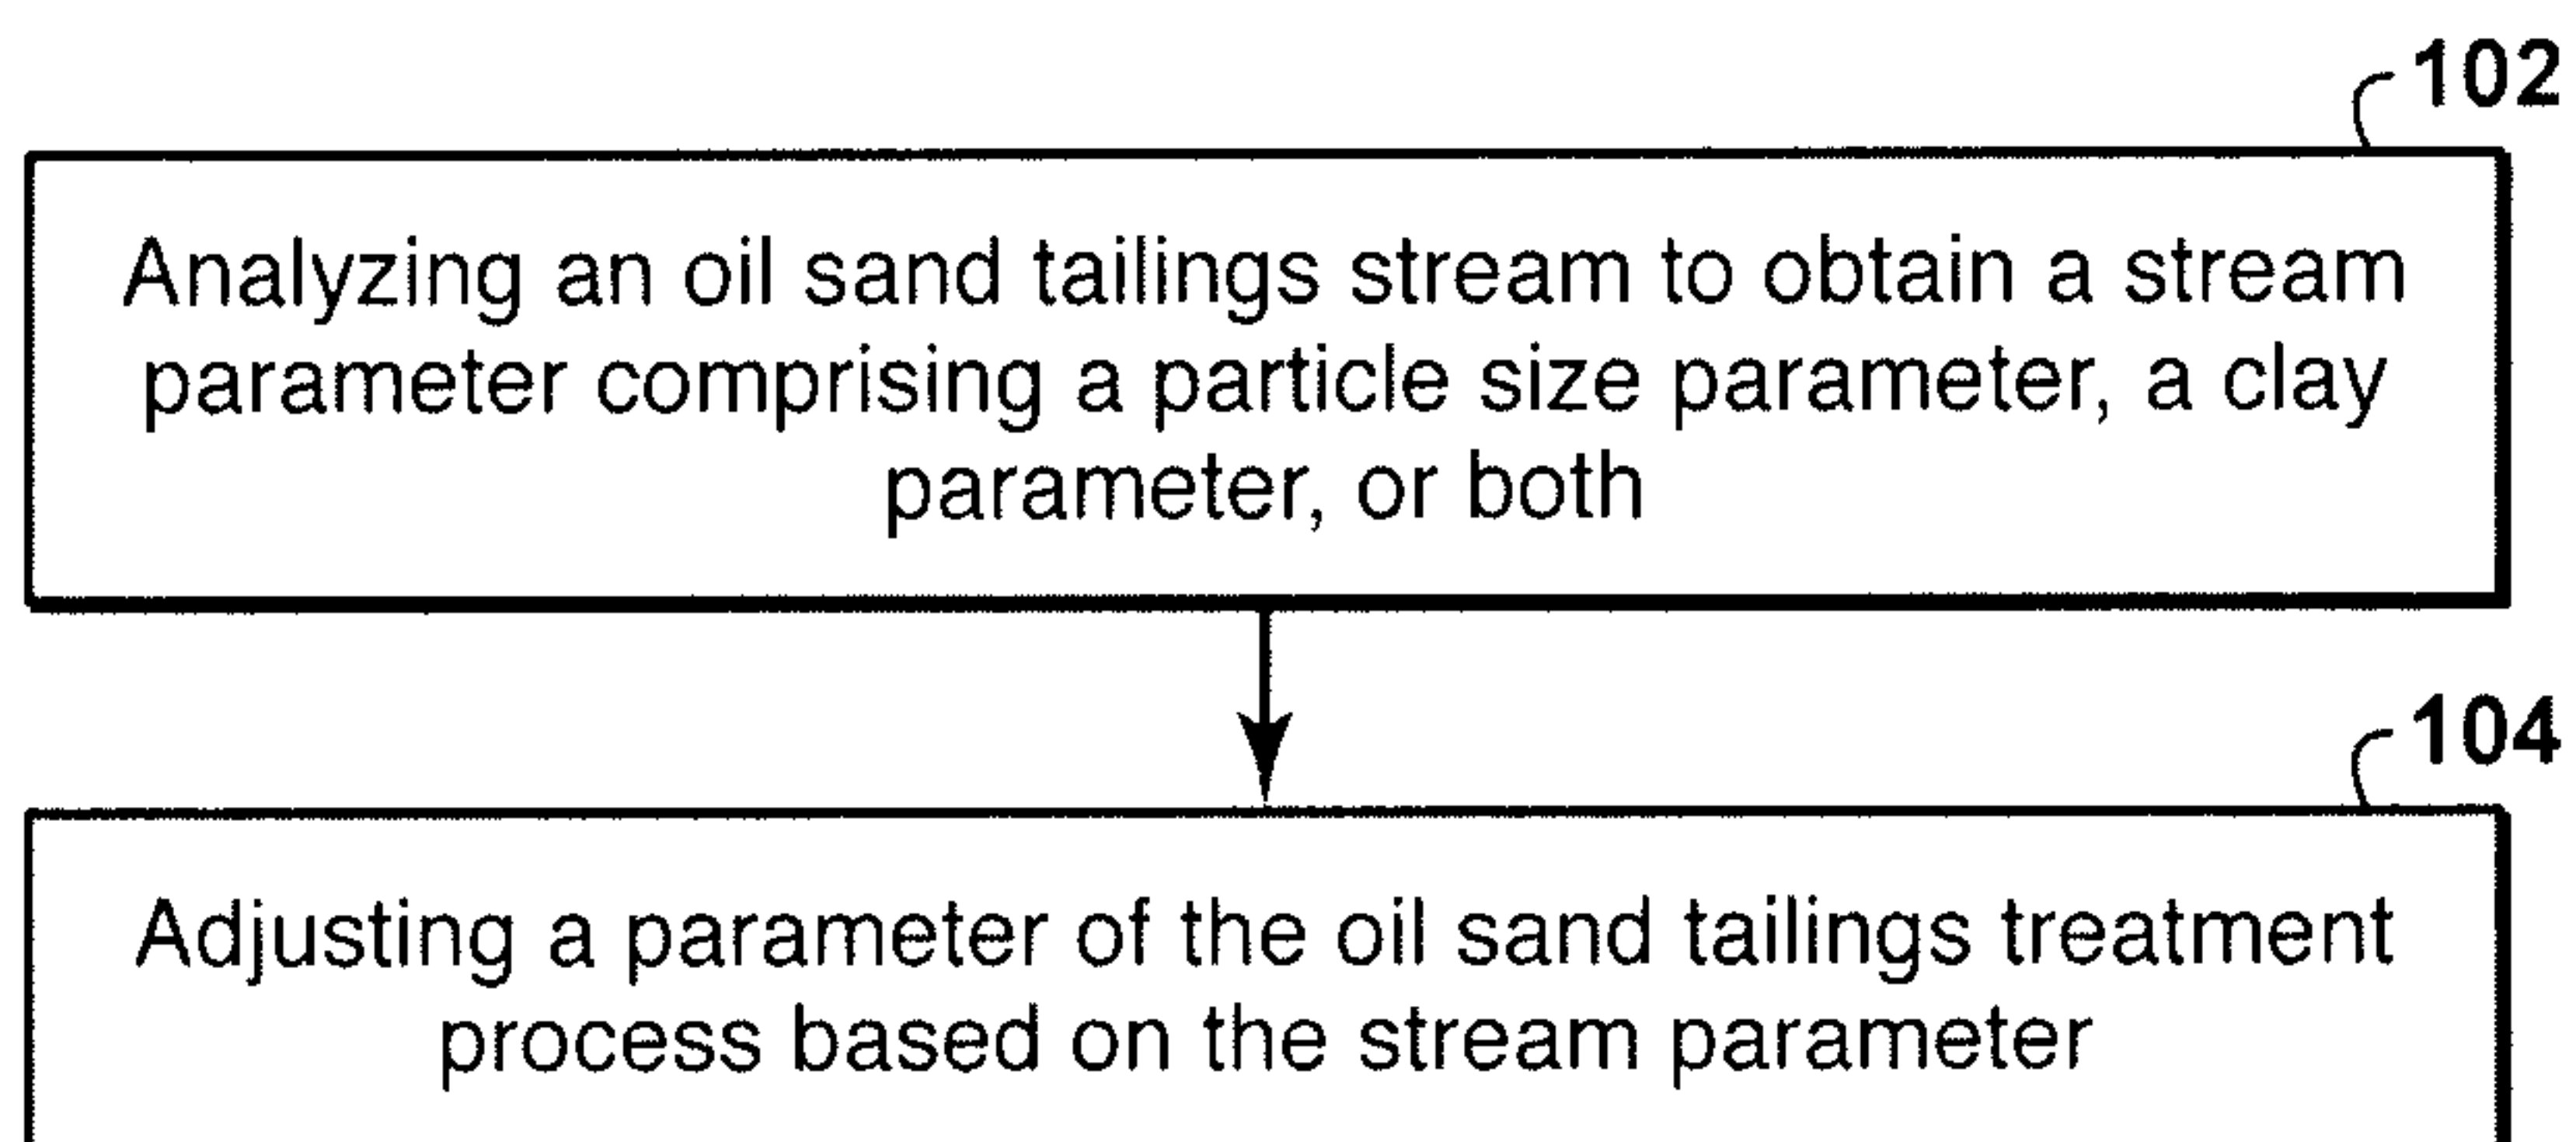 102
Analyzing an oil sand tailings stream to obtain a stream
parameter comprising a particle size parameter, a clay
parameter, or both
104
Adjusting a parameter of the oil sand tailings treatment
process based on the stream parameter